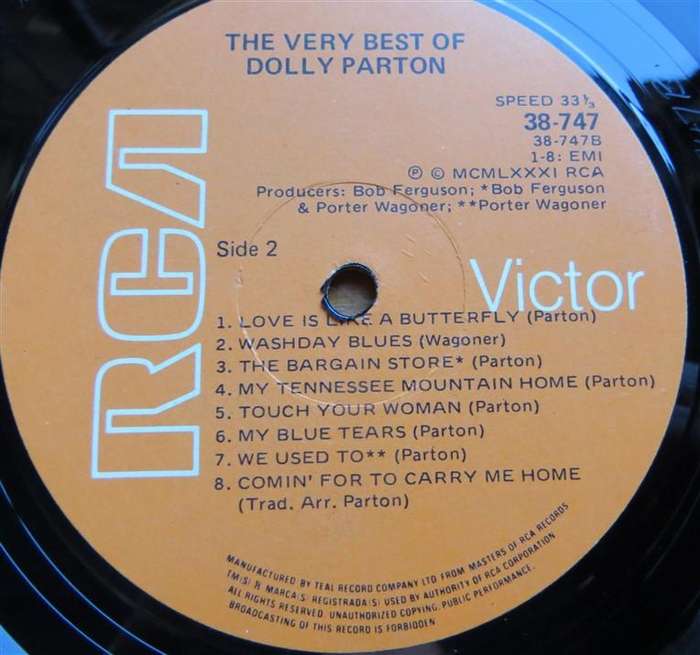 THE VERY BEST OF
DOLLY PARTON
SPEED 33⅓
38-747
38-747B
1-8: EMI
Ⓟ © MCMLXXXI RCA
Producers: Bob Ferguson; *Bob Ferguson
& Porter Wagoner; **Porter Wagoner
RCA
Side 2
Victor
1. LOVE IS LIKE A BUTTERFLY (Parton)
2. WASHDAY BLUES (Wagoner)
3. THE BARGAIN STORE* (Parton)
4. MY TENNESSEE MOUNTAIN HOME (Parton)
5. TOUCH YOUR WOMAN (Parton)
6. MY BLUE TEARS (Parton)
7. WE USED TO** (Parton)
8. COMIN' FOR TO CARRY ME HOME
(Trad. Arr. Parton)
MANUFACTURED BY TEAL RECORD COMPANY LTD FROM MASTERS OF RCA RECORDS
TM(S) ® MARCA(S) REGISTRADA(S) USED BY AUTHORITY OF RCA CORPORATION
ALL RIGHTS RESERVED. UNAUTHORIZED COPYING, PUBLIC PERFORMANCE,
BROADCASTING OF THIS RECORD IS FORBIDDEN